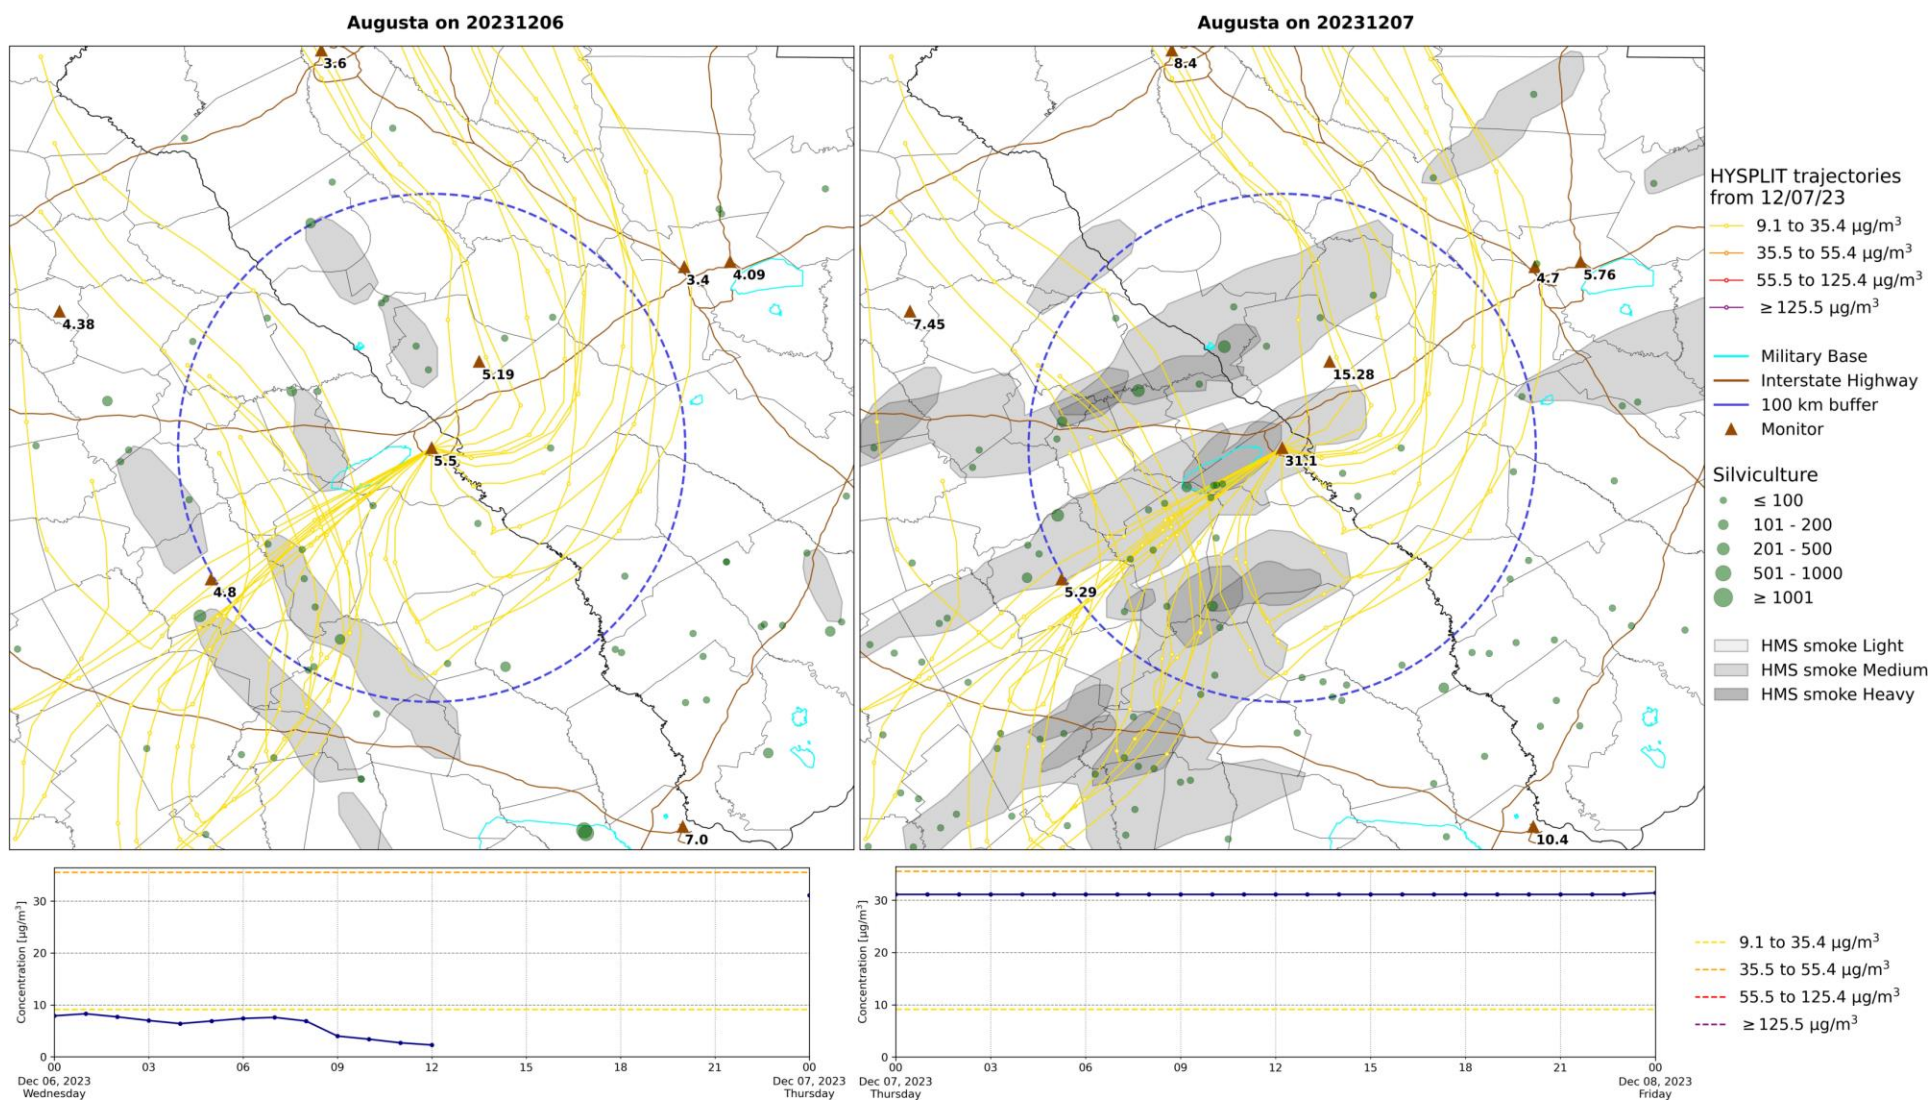 Augusta on 20231206
3.6
3.4
4.09
4.38
5.19
5.5
4.8
7.0
Augusta on 20231207
8.4
4.7
5.76
7.45
15.28
31.1
5.29
10.4
HYSPLIT trajectories
from 12/07/23
9.1 to 35.4 µg/m³
35.5 to 55.4 µg/m³
55.5 to 125.4 µg/m³
≥ 125.5 µg/m³
Military Base
Interstate Highway
100 km buffer
Monitor
Silviculture
≤ 100
101 - 200
201 - 500
501 - 1000
≥ 1001
HMS smoke Light
HMS smoke Medium
HMS smoke Heavy
Concentration [µg/m³]
30
20
10
0
00 03 06 09 12 15 18 21 00
Dec 06, 2023 Dec 07, 2023
Wednesday Thursday
Concentration [µg/m³]
30
20
10
0
00 03 06 09 12 15 18 21 00
Dec 07, 2023 Dec 08, 2023
Thursday Friday
9.1 to 35.4 µg/m³
35.5 to 55.4 µg/m³
55.5 to 125.4 µg/m³
≥ 125.5 µg/m³